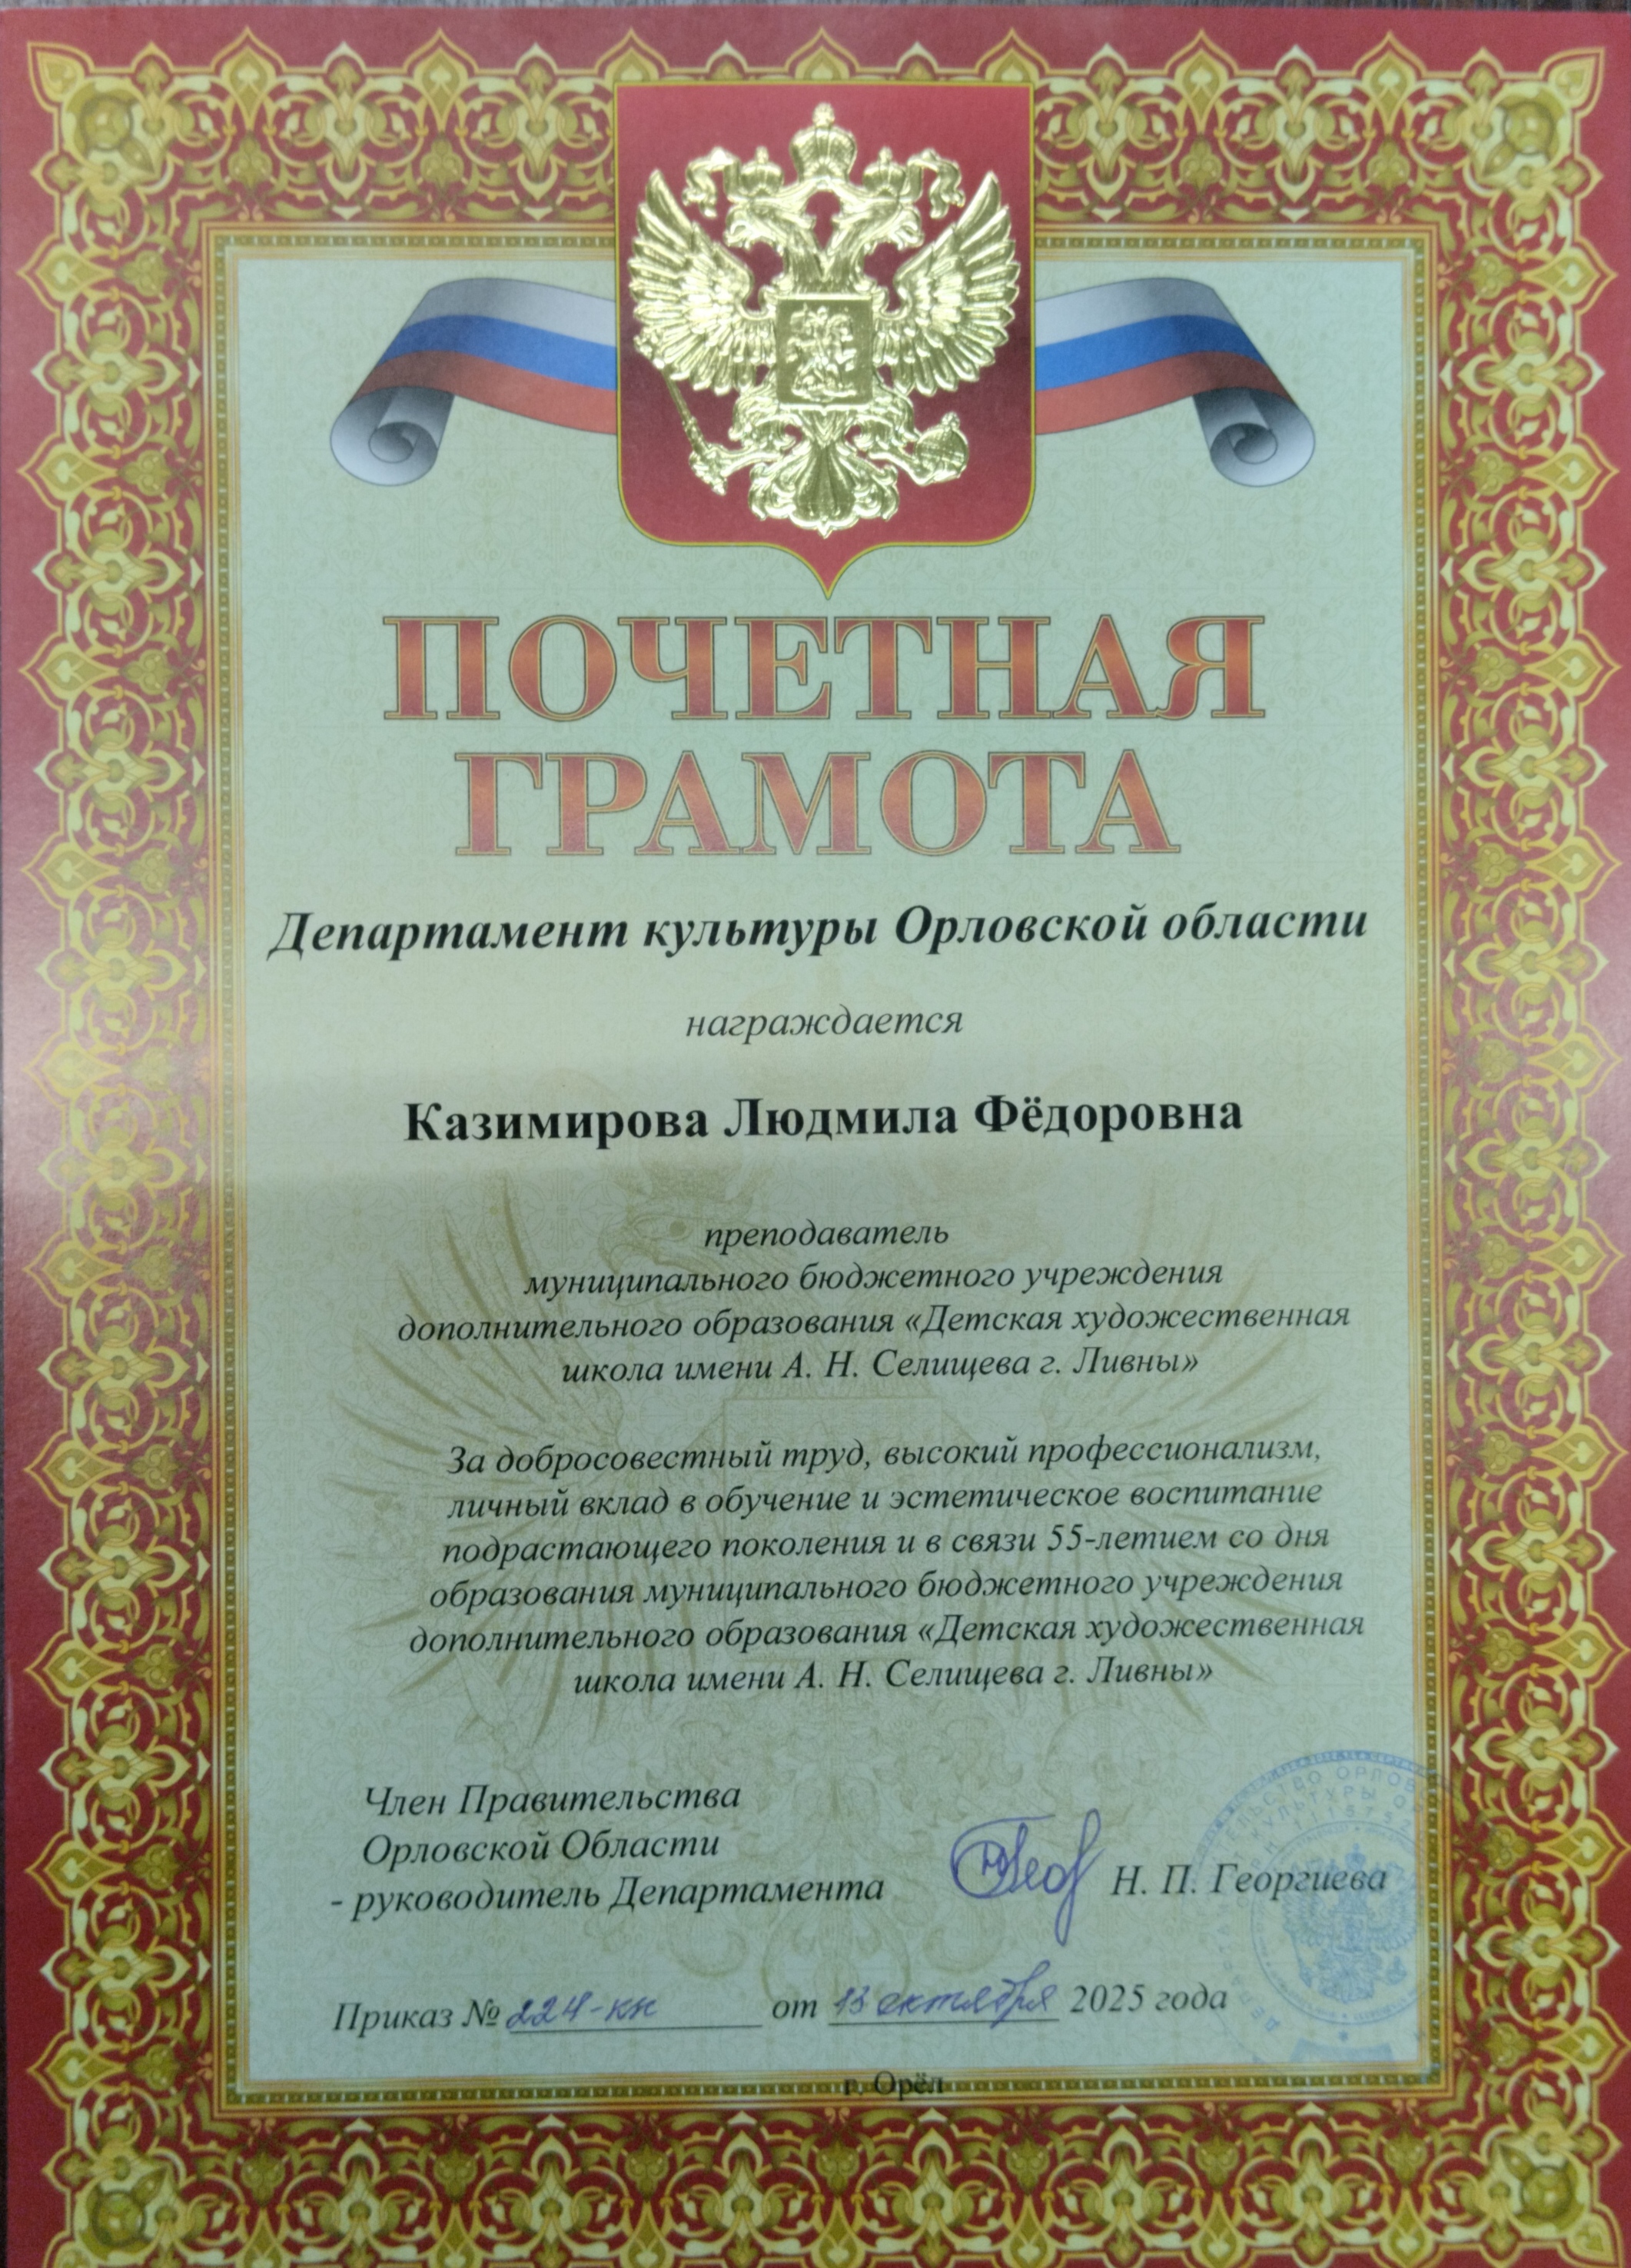 ПОЧЕТНАЯ
ГРАМОТА
Департамент культуры Орловской области
награждается
Казимирова Людмила Фёдоровна
преподаватель
муниципального бюджетного учреждения
дополнительного образования «Детская художественная
школа имени А. Н. Селищева г. Ливны»
За добросовестный труд, высокий профессионализм,
личный вклад в обучение и эстетическое воспитание
подрастающего поколения и в связи 55-летием со дня
образования муниципального бюджетного учреждения
дополнительного образования «Детская художественная
школа имени А. Н. Селищева г. Ливны»
Член Правительства
Орловской Области
- руководитель Департамента
Н. П. Георгиева
Приказ № 224-кн от 13 октября 2025 года
г. Орёл